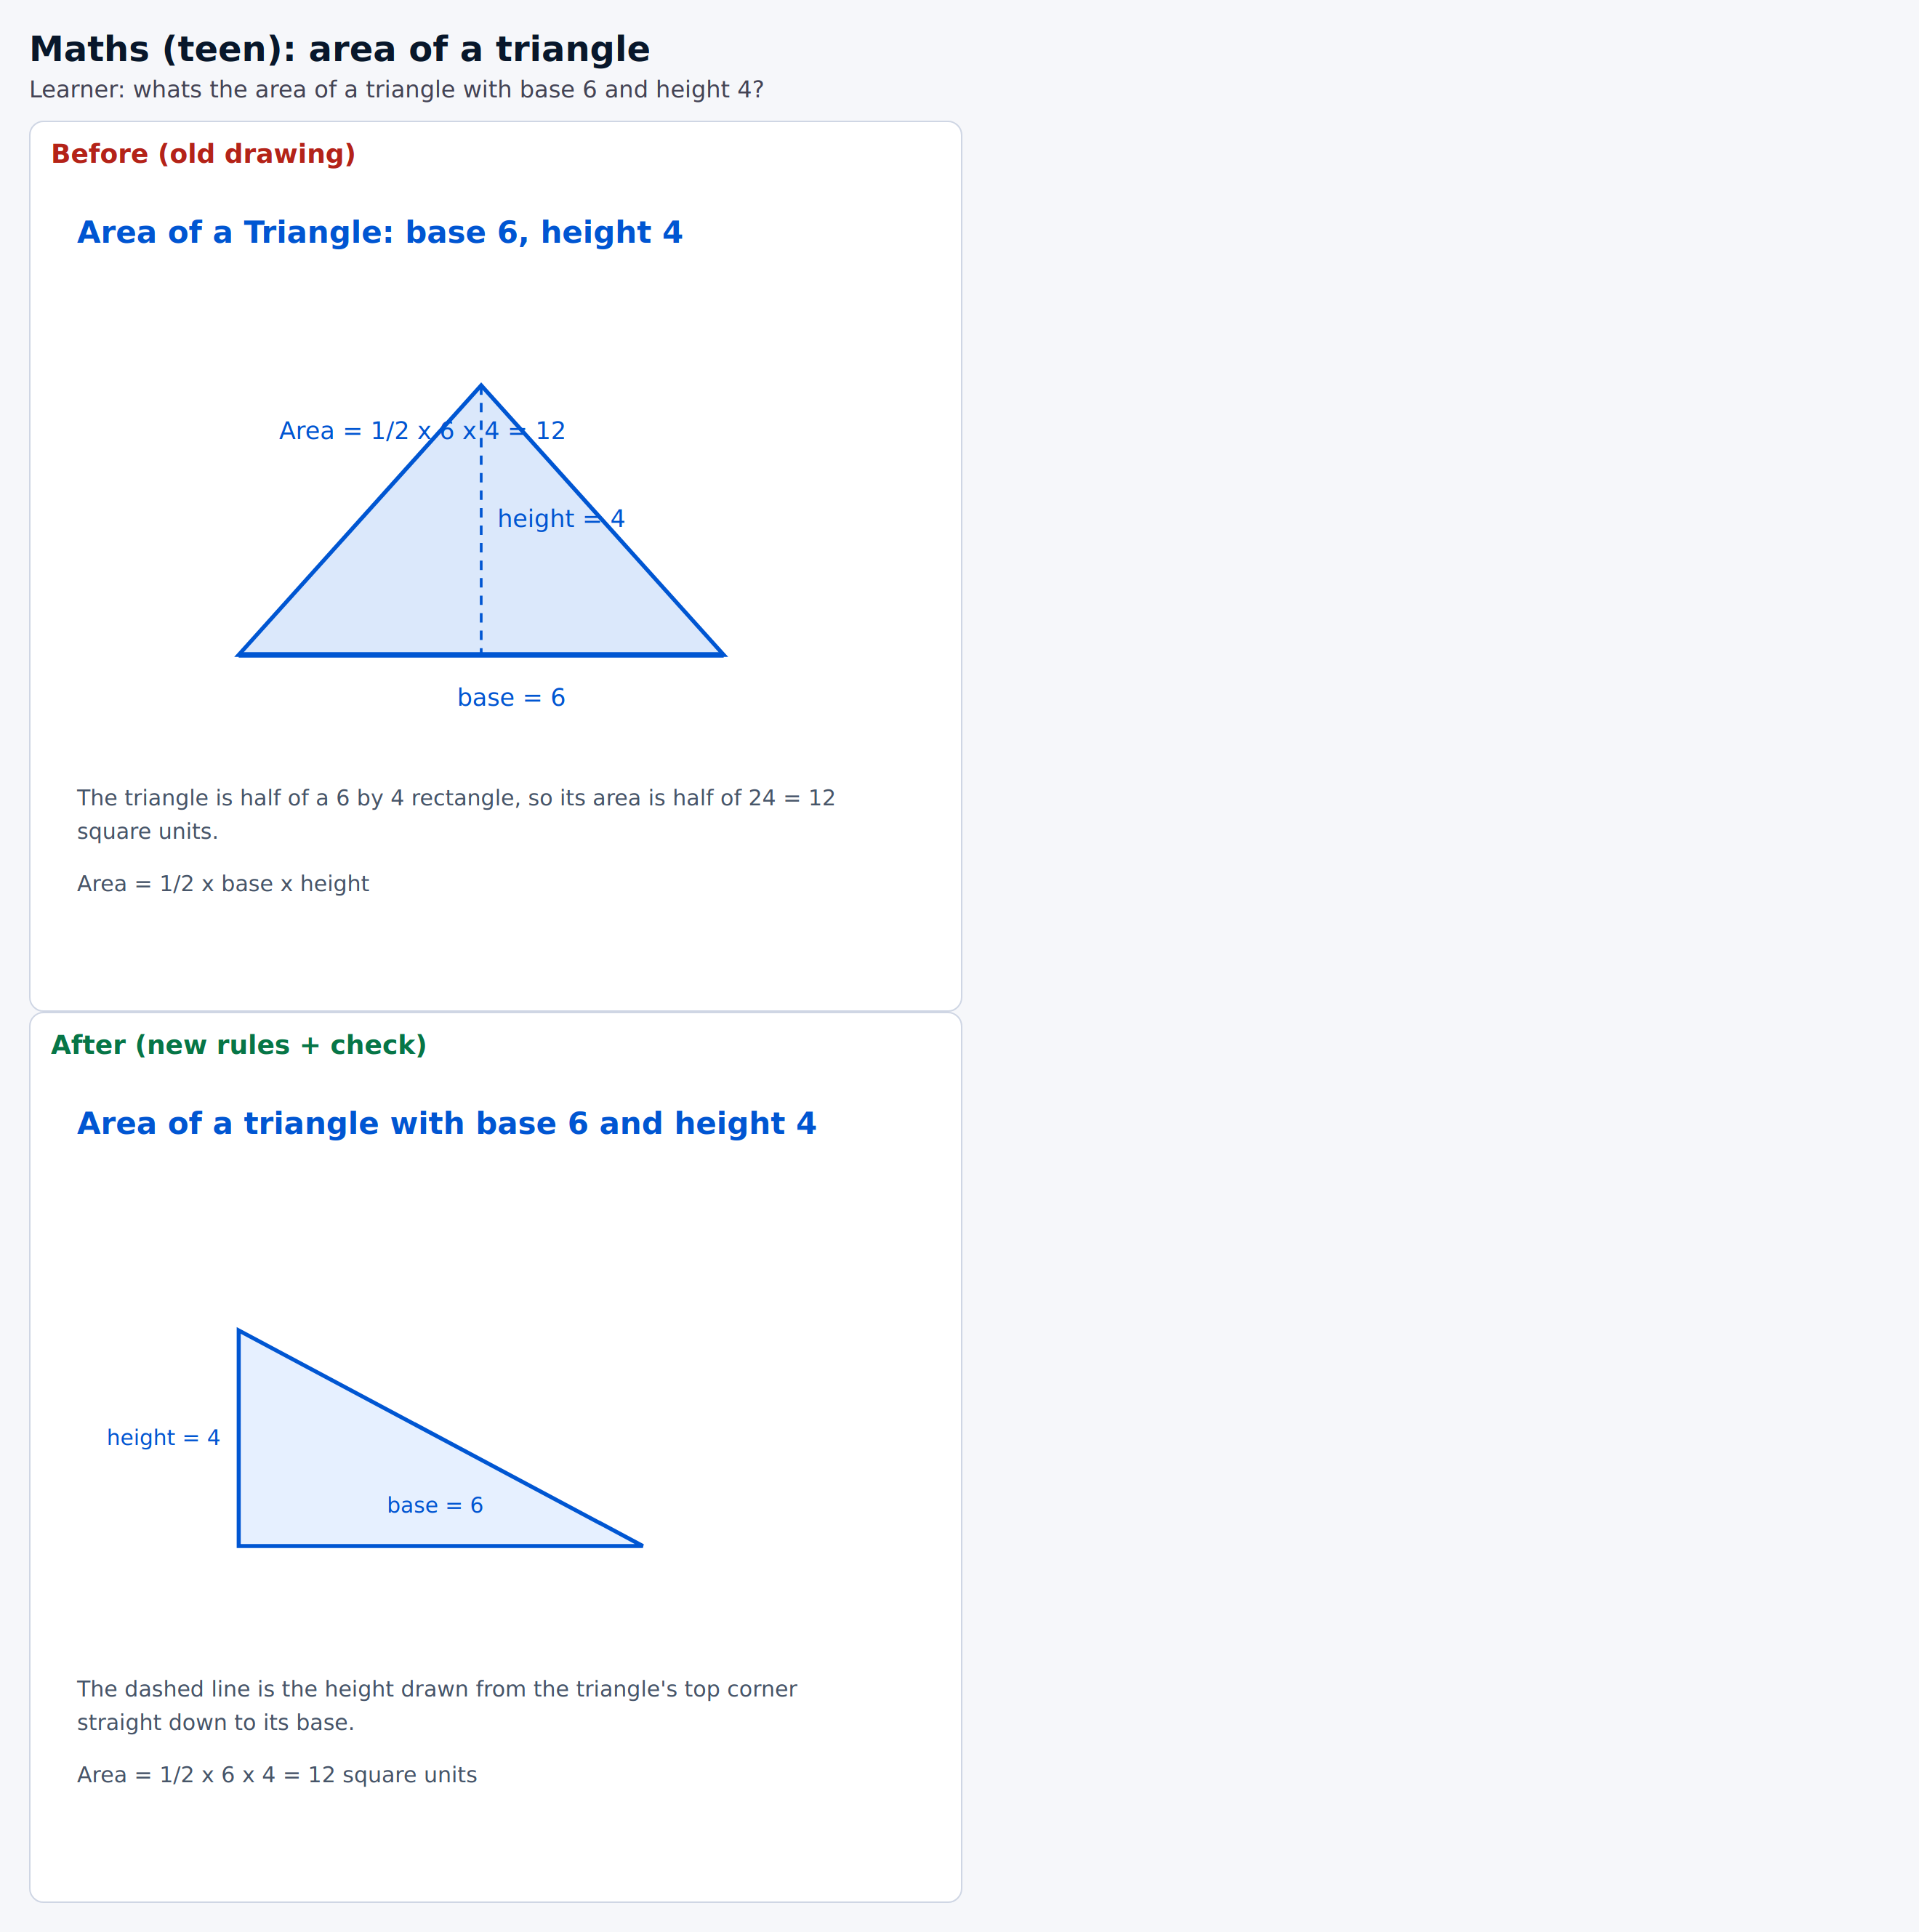 Maths (teen): area of a triangle
Learner: whats the area of a triangle with base 6 and height 4?
Before (old drawing)
Area of a Triangle: base 6, height 4
Area = 1/2 x 6 x 4 = 12
height = 4
base = 6
The triangle is half of a 6 by 4 rectangle, so its area is half of 24 = 12
square units.
Area = 1/2 x base x height
After (new rules + check)
Area of a triangle with base 6 and height 4
height = 4
base = 6
The dashed line is the height drawn from the triangle's top corner
straight down to its base.
Area = 1/2 x 6 x 4 = 12 square units